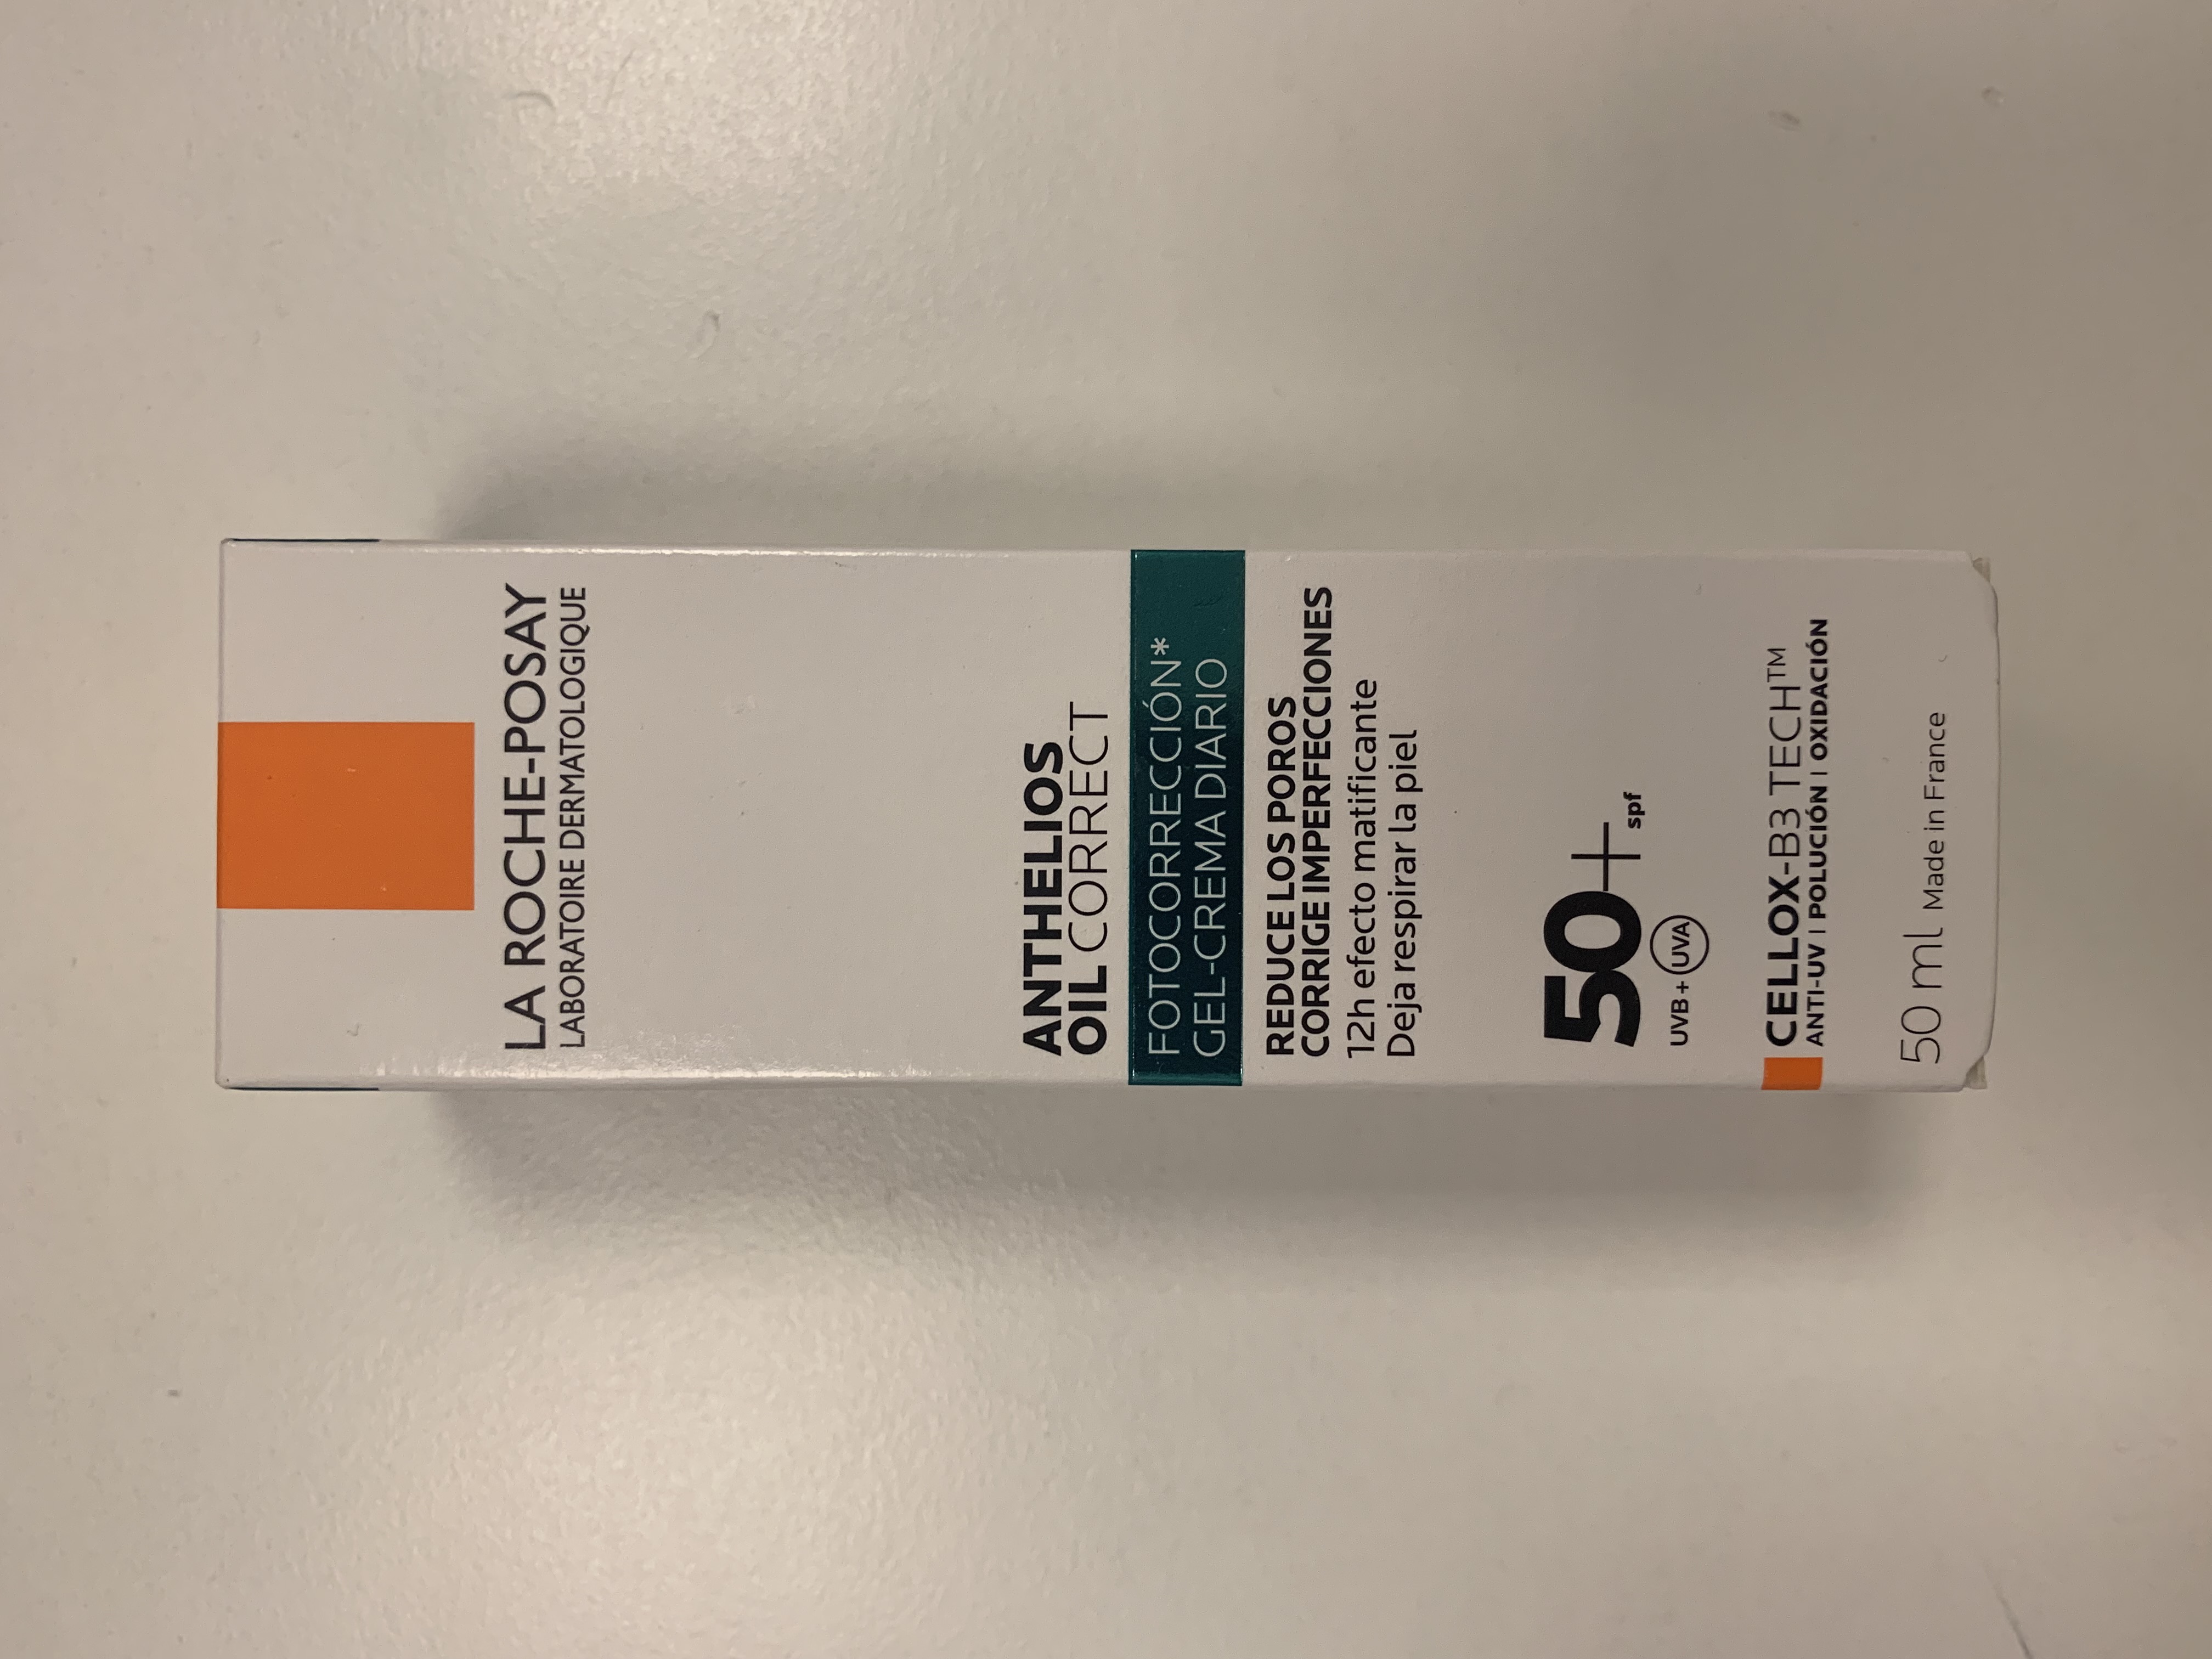 LA ROCHE-POSAY
LABORATOIRE DERMATOLOGIQUE
ANTHELIOS
OIL CORRECT
FOTOCORRECCIÓN*
GEL-CREMA DIARIO
REDUCE LOS POROS
CORRIGE IMPERFECCIONES
12h efecto matificante
Deja respirar la piel
50+ spf
UVB + UVA
CELLOX-B3 TECH™
ANTI-UV | POLUCIÓN | OXIDACIÓN
50 ml Made in France